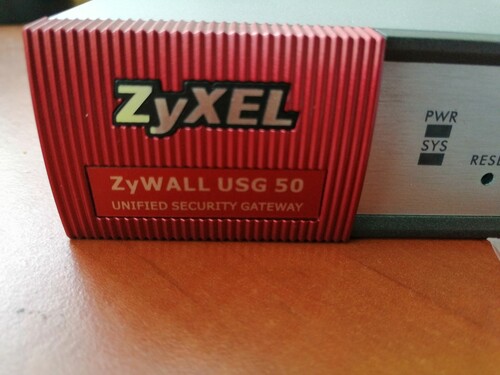 ZyXEL
ZyWALL USG 50
UNIFIED SECURITY GATEWAY
PWR
SYS